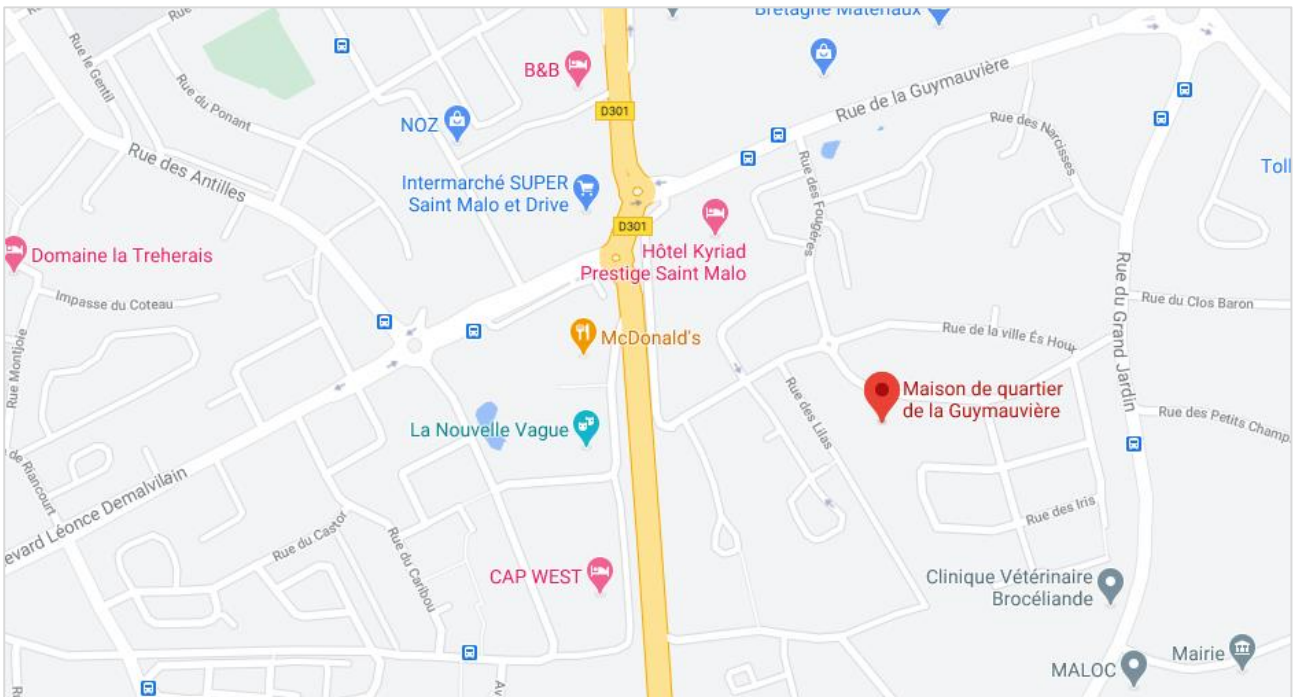 Bretagne Matériaux
Rue le Gentil
B&B
Rue du Ponant
Rue de la Guymauvière
D301
NOZ
Rue des Narcisses
Rue des Antilles
Rue des Fougères
Toll
Intermarché SUPER
Saint Malo et Drive
D301
Hôtel Kyriad
Prestige Saint Malo
Domaine la Treherais
Impasse du Coteau
Rue du Clos Baron
Rue du Grand Jardin
Rue Montjoie
McDonald's
Rue de la ville És Hour
Rue des Lilas
Maison de quartier
de la Guymauvière
Rue des Petits Champ
La Nouvelle Vague
de Riancourt
evard Léonce Demalvilain
Rue des Iris
Rue du Castor
Rue du Caribou
CAP WEST
Clinique Vétérinaire
Brocéliande
Mairie
MALOC
Av